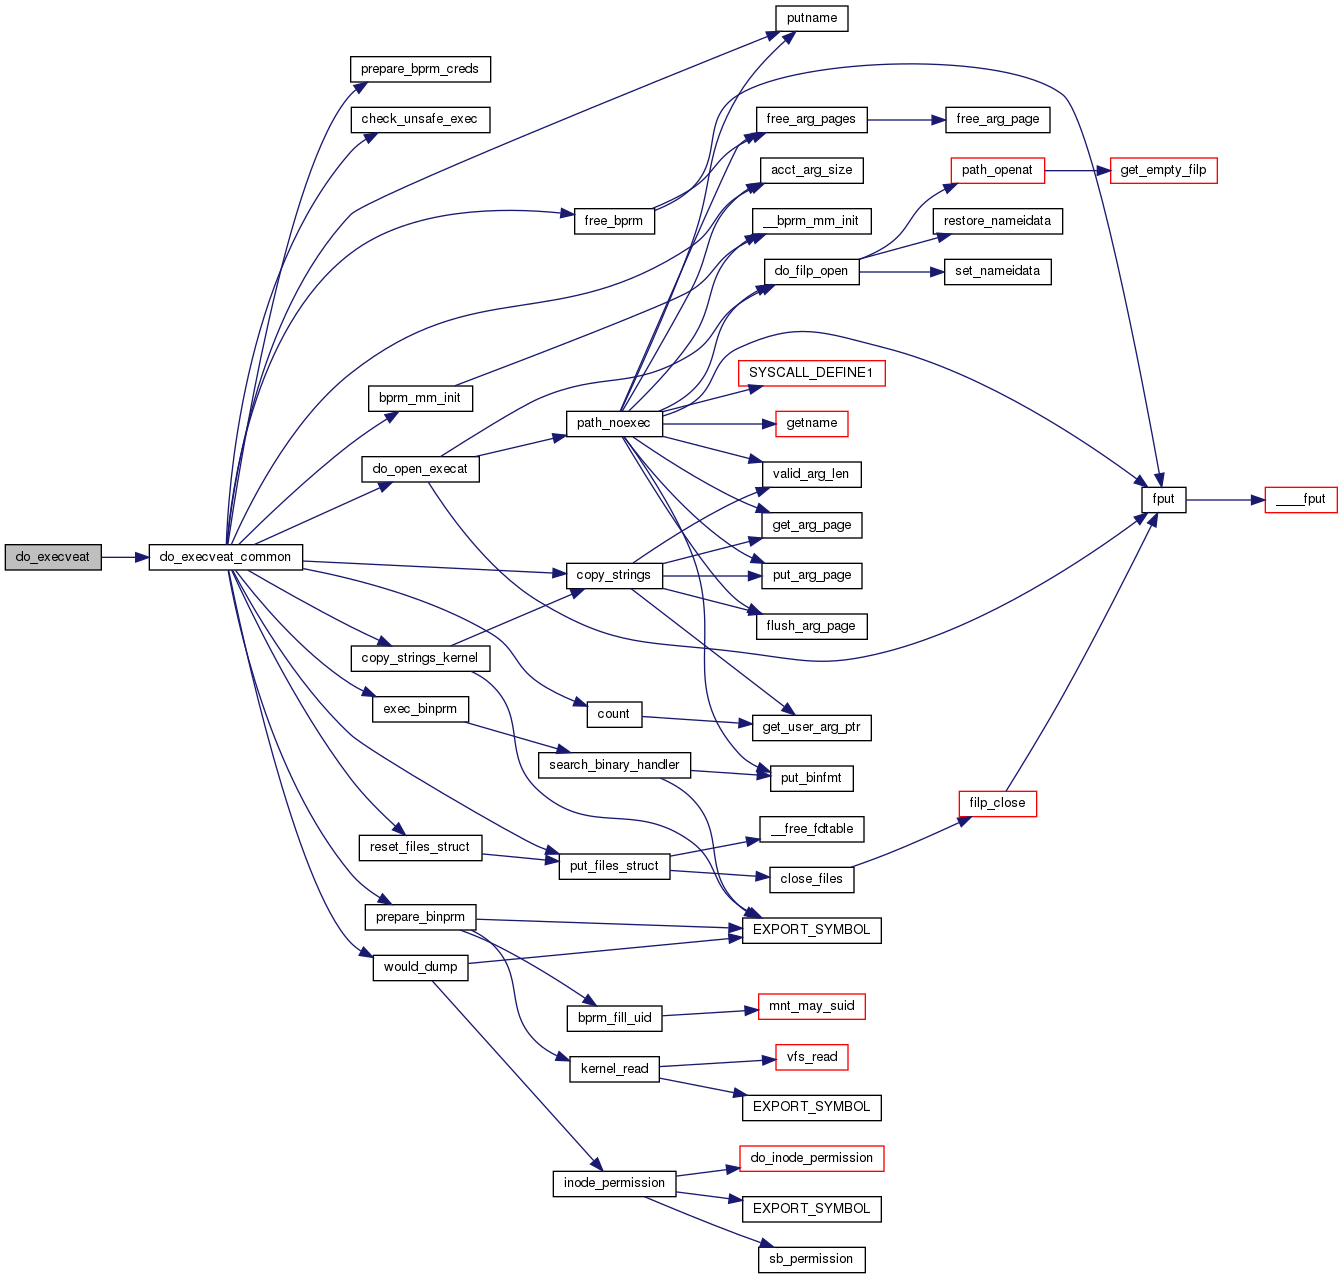 putname
prepare_bprm_creds
check_unsafe_exec
free_arg_pages
free_arg_page
acct_arg_size
path_openat
get_empty_filp
free_bprm
__bprm_mm_init
restore_nameidata
do_filp_open
set_nameidata
SYSCALL_DEFINE1
bprm_mm_init
path_noexec
getname
do_open_execat
valid_arg_len
fput
____fput
get_arg_page
do_execveat
do_execveat_common
copy_strings
put_arg_page
flush_arg_page
copy_strings_kernel
exec_binprm
count
get_user_arg_ptr
search_binary_handler
put_binfmt
filp_close
__free_fdtable
reset_files_struct
put_files_struct
close_files
prepare_binprm
EXPORT_SYMBOL
would_dump
mnt_may_suid
bprm_fill_uid
vfs_read
kernel_read
EXPORT_SYMBOL
do_inode_permission
inode_permission
EXPORT_SYMBOL
sb_permission